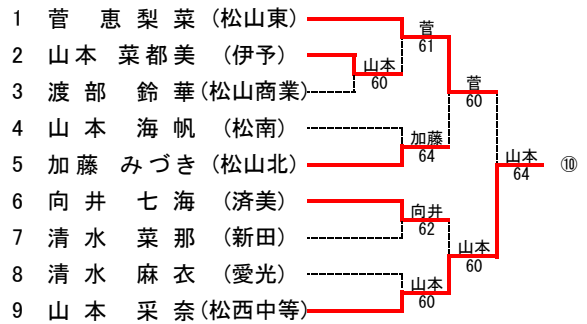 1 菅 恵梨菜 (松山東)
2 山本 菜都美 (伊予)
3 渡部 鈴華 (松山商業)
4 山本 海帆 (松南)
5 加藤 みづき (松山北)
6 向井 七海 (済美)
7 清水 菜那 (新田)
8 清水 麻衣 (愛光)
9 山本 采奈 (松西中等)
山本
60
菅
61
加藤
64
向井
62
山本
60
菅
60
山本
60
山本
64
⑩